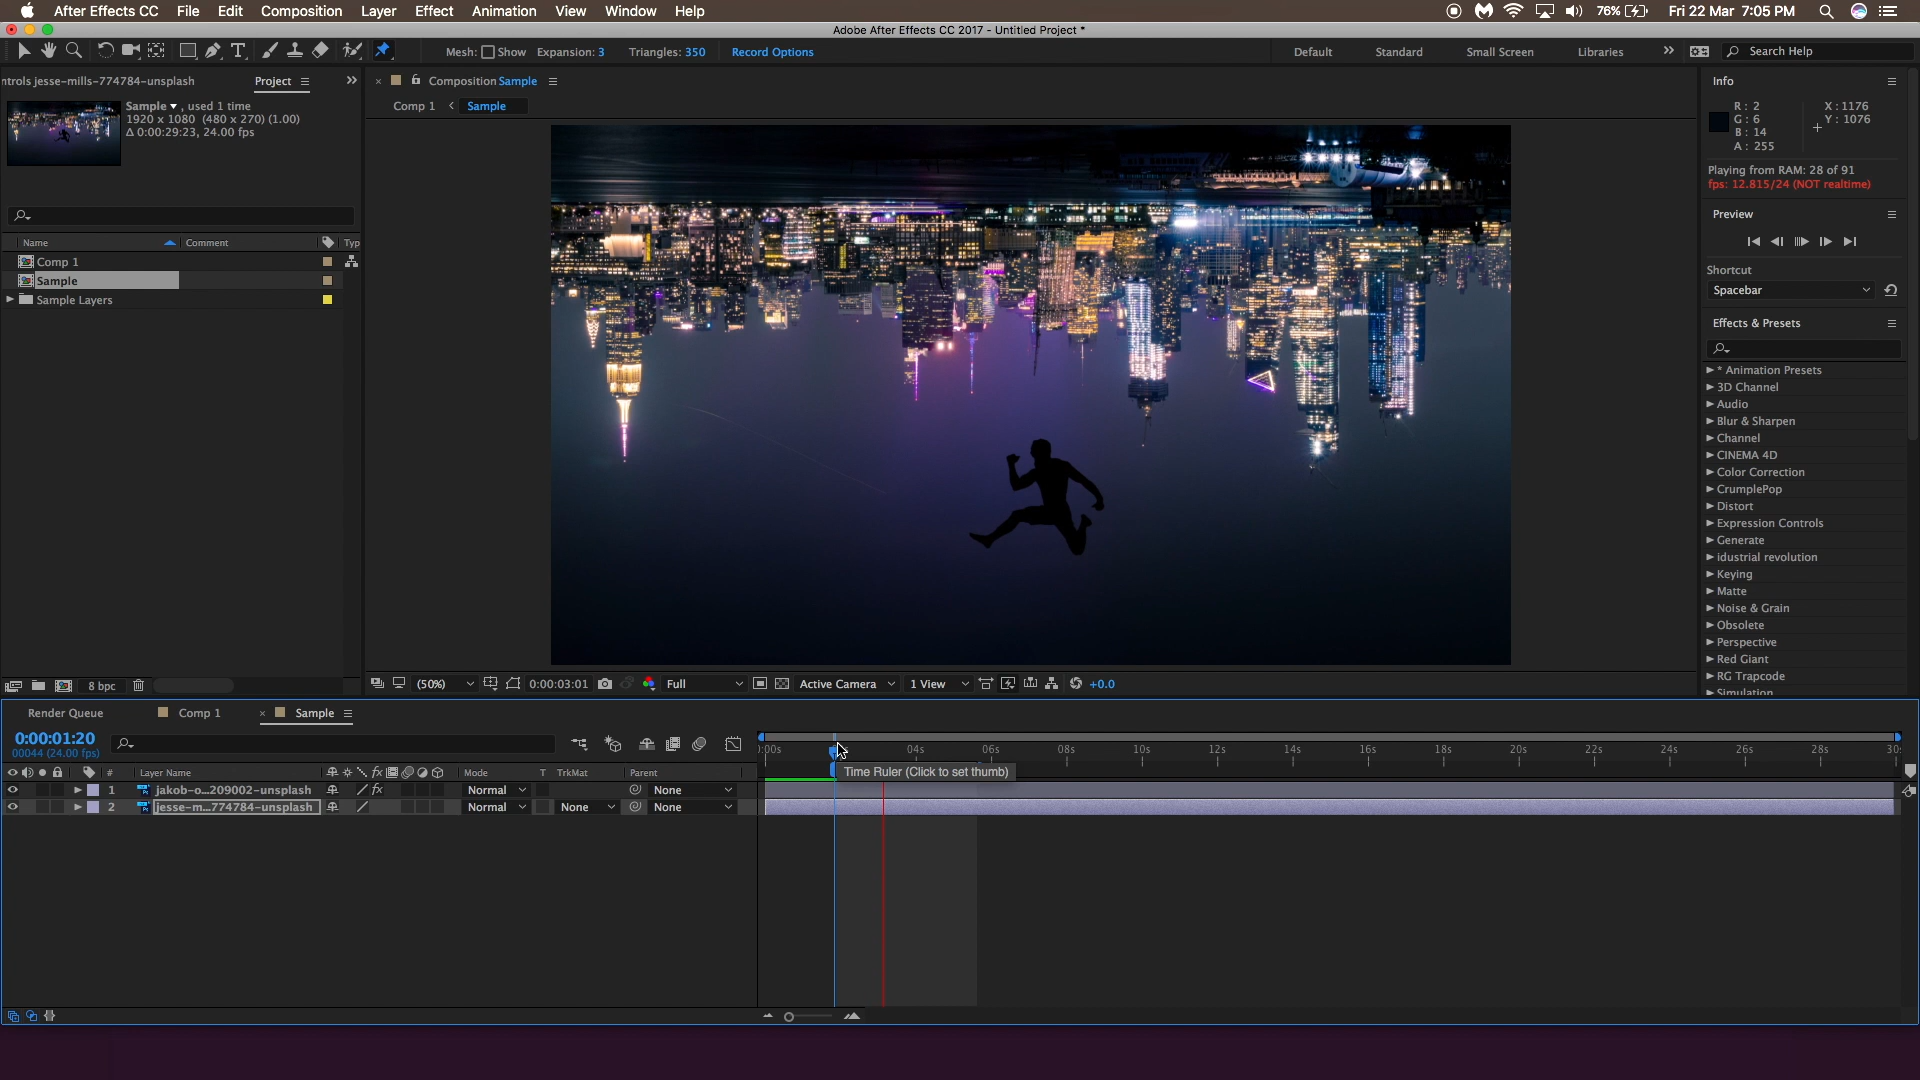 After Effects CC File Edit Composition Layer Effect Animation View Window Help
76% Fri 22 Mar 7:05 PM
Adobe After Effects CC 2017 - Untitled Project *
Mesh: Show Expansion: 3 Triangles: 350 Record Options
Default Standard Small Screen Libraries Search Help
ntrols jesse-mills-774784-unsplash Project
Sample , used 1 time
1920 x 1080 (480 x 270) (1.00)
Δ 0:00:29:23, 24.00 fps
Name Comment Typ
Comp 1
Sample
Sample Layers
8 bpc
Composition Sample
Comp 1 Sample
(50%) 0:00:03:01 Full Active Camera 1 View +0.0
Info
R: 2
G: 6
B: 14
A: 255
X: 1176
Y: 1076
Playing from RAM: 28 of 91
fps: 12.815/24 (NOT realtime)
Preview
Shortcut
Spacebar
Effects & Presets
* Animation Presets
3D Channel
Audio
Blur & Sharpen
Channel
CINEMA 4D
Color Correction
CrumplePop
Distort
Expression Controls
Generate
idustrial revolution
Keying
Matte
Noise & Grain
Obsolete
Perspective
Red Giant
RG Trapcode
Simulation
Render Queue Comp 1 Sample
0:00:01:20
00044 (24.00 fps)
# Layer Name fx Mode T TrkMat Parent
1 jakob-o...209002-unsplash fx Normal None
2 jesse-m...774784-unsplash Normal None None
):00s 04s 06s 08s 10s 12s 14s 16s 18s 20s 22s 24s 26s 28s 30s
Time Ruler (Click to set thumb)